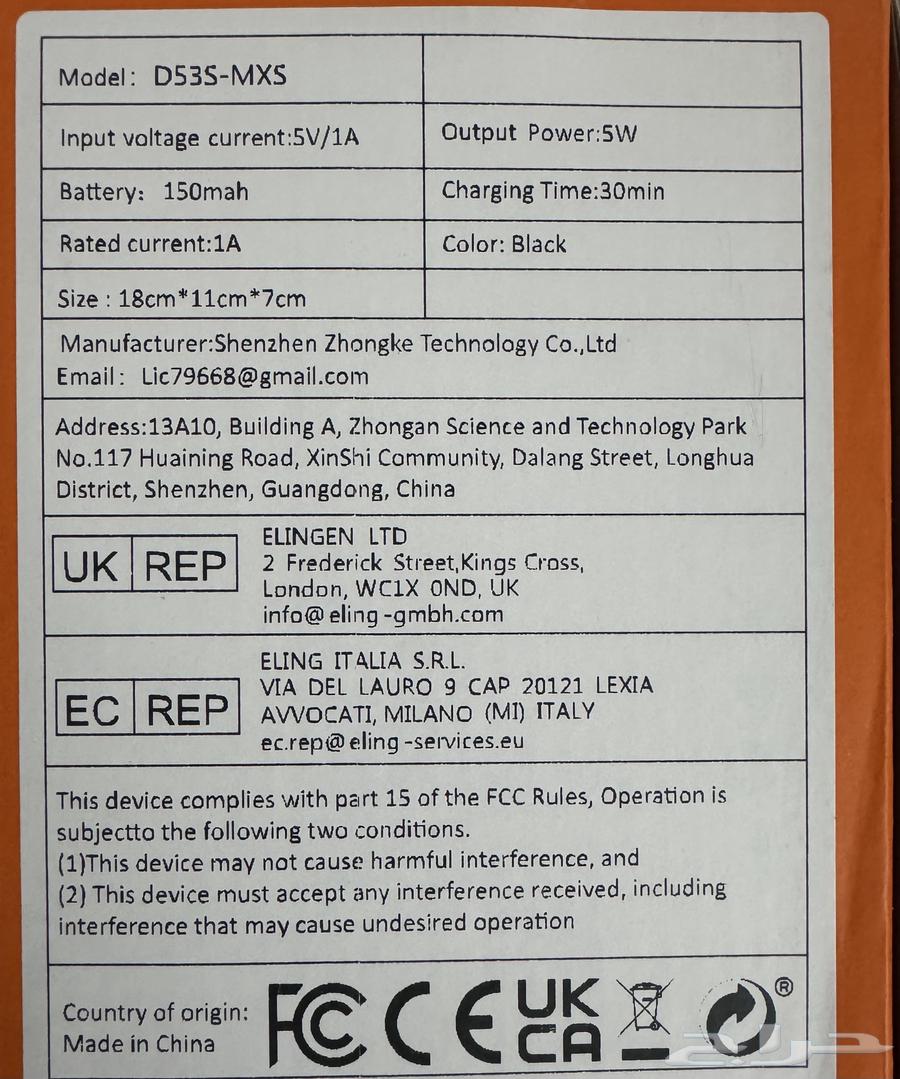 Model: D53S-MXS
Input voltage current:5V/1A
Output Power:5W
Battery: 150mah
Charging Time:30min
Rated current:1A
Color: Black
Size : 18cm*11cm*7cm
Manufacturer:Shenzhen Zhongke Technology Co.,Ltd
Email: Lic79668@gmail.com
Address:13A10, Building A, Zhongan Science and Technology Park
No.117 Huaining Road, XinShi Community, Dalang Street, Longhua
District, Shenzhen, Guangdong, China
UK REP
ELINGEN LTD
2 Frederick Street,Kings Cross,
London, WC1X 0ND, UK
info@ eling -gmbh.com
EC REP
ELING ITALIA S.R.L.
VIA DEL LAURO 9 CAP 20121 LEXIA
AVVOCATI, MILANO (MI) ITALY
ec.rep@ eling -services.eu
This device complies with part 15 of the FCC Rules, Operation is
subjectto the following two conditions.
(1)This device may not cause harmful interference, and
(2) This device must accept any interference received, including
interference that may cause undesired operation
Country of origin:
Made in China
FC CE UK
CA
®
حراج